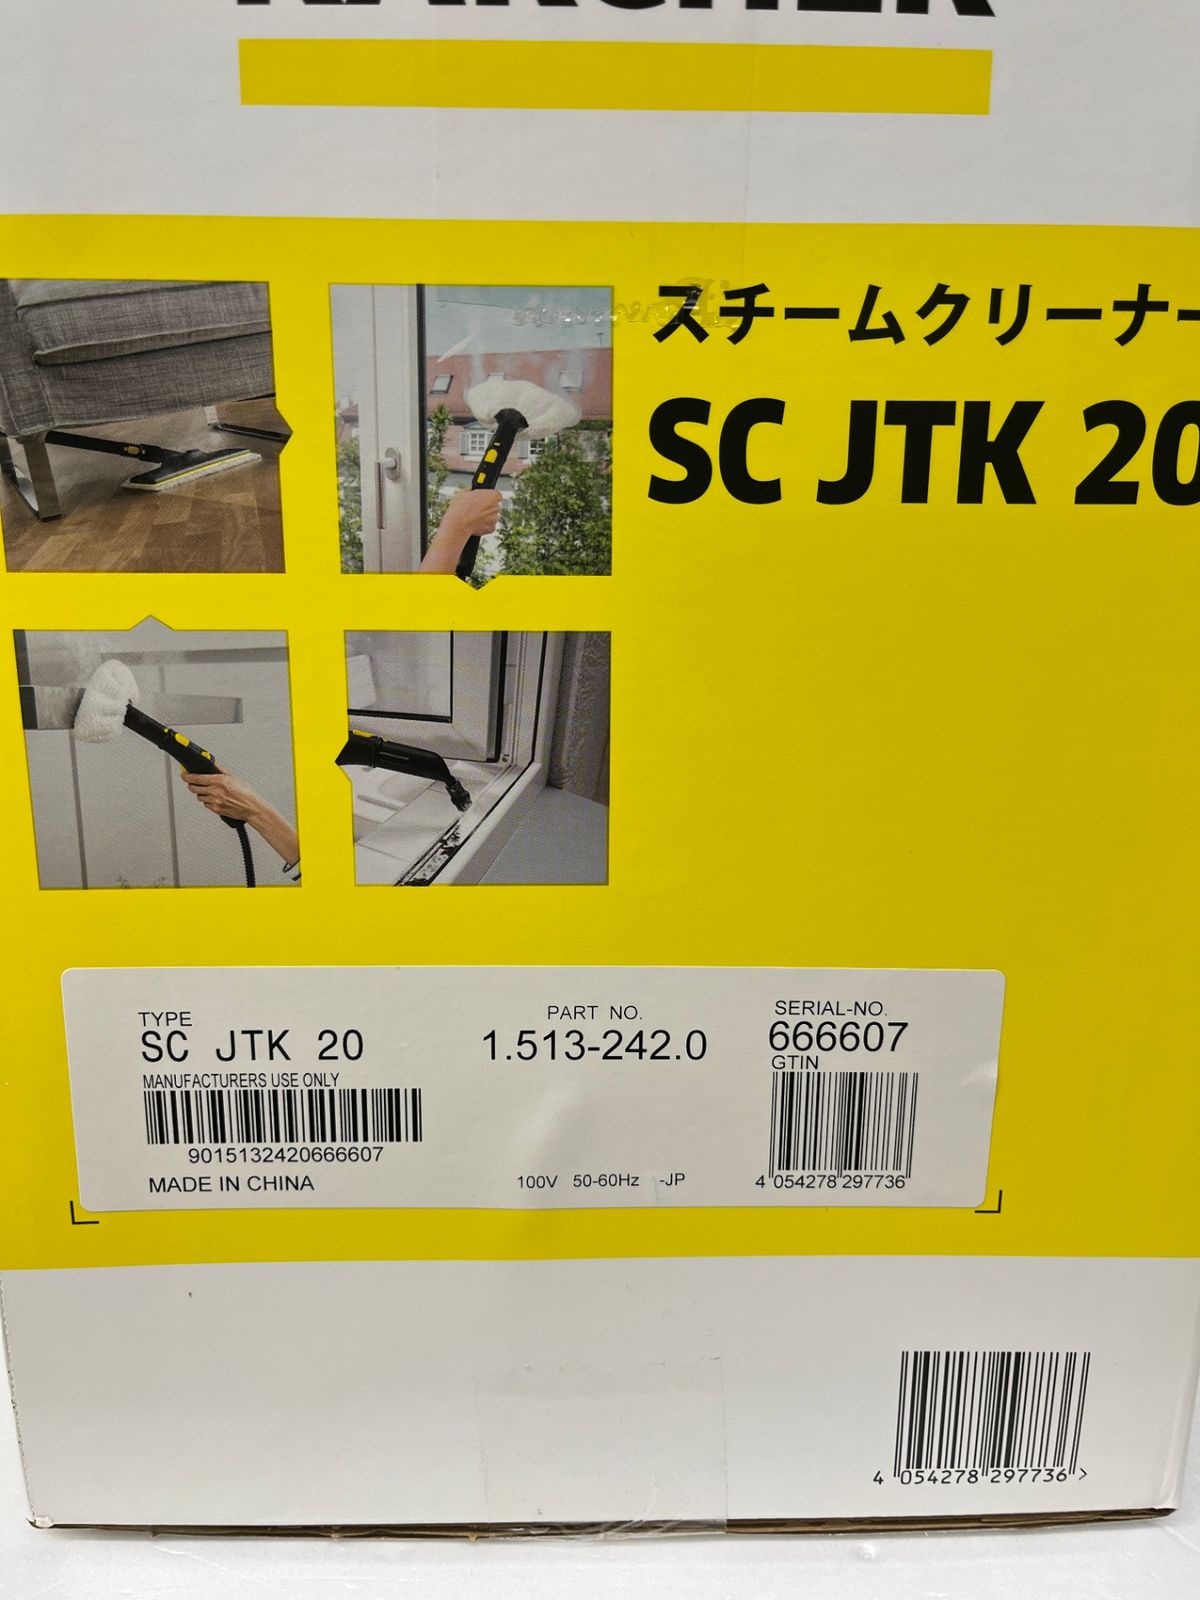 KÄRCHER
スチームクリーナー
SC JTK 20
TYPE
SC JTK 20
MANUFACTURERS USE ONLY
9015132420666607
MADE IN CHINA
PART NO.
1.513-242.0
100V 50-60Hz -JP
SERIAL-NO.
666607
GTIN
4 054278 297736
4 054278 297736 >